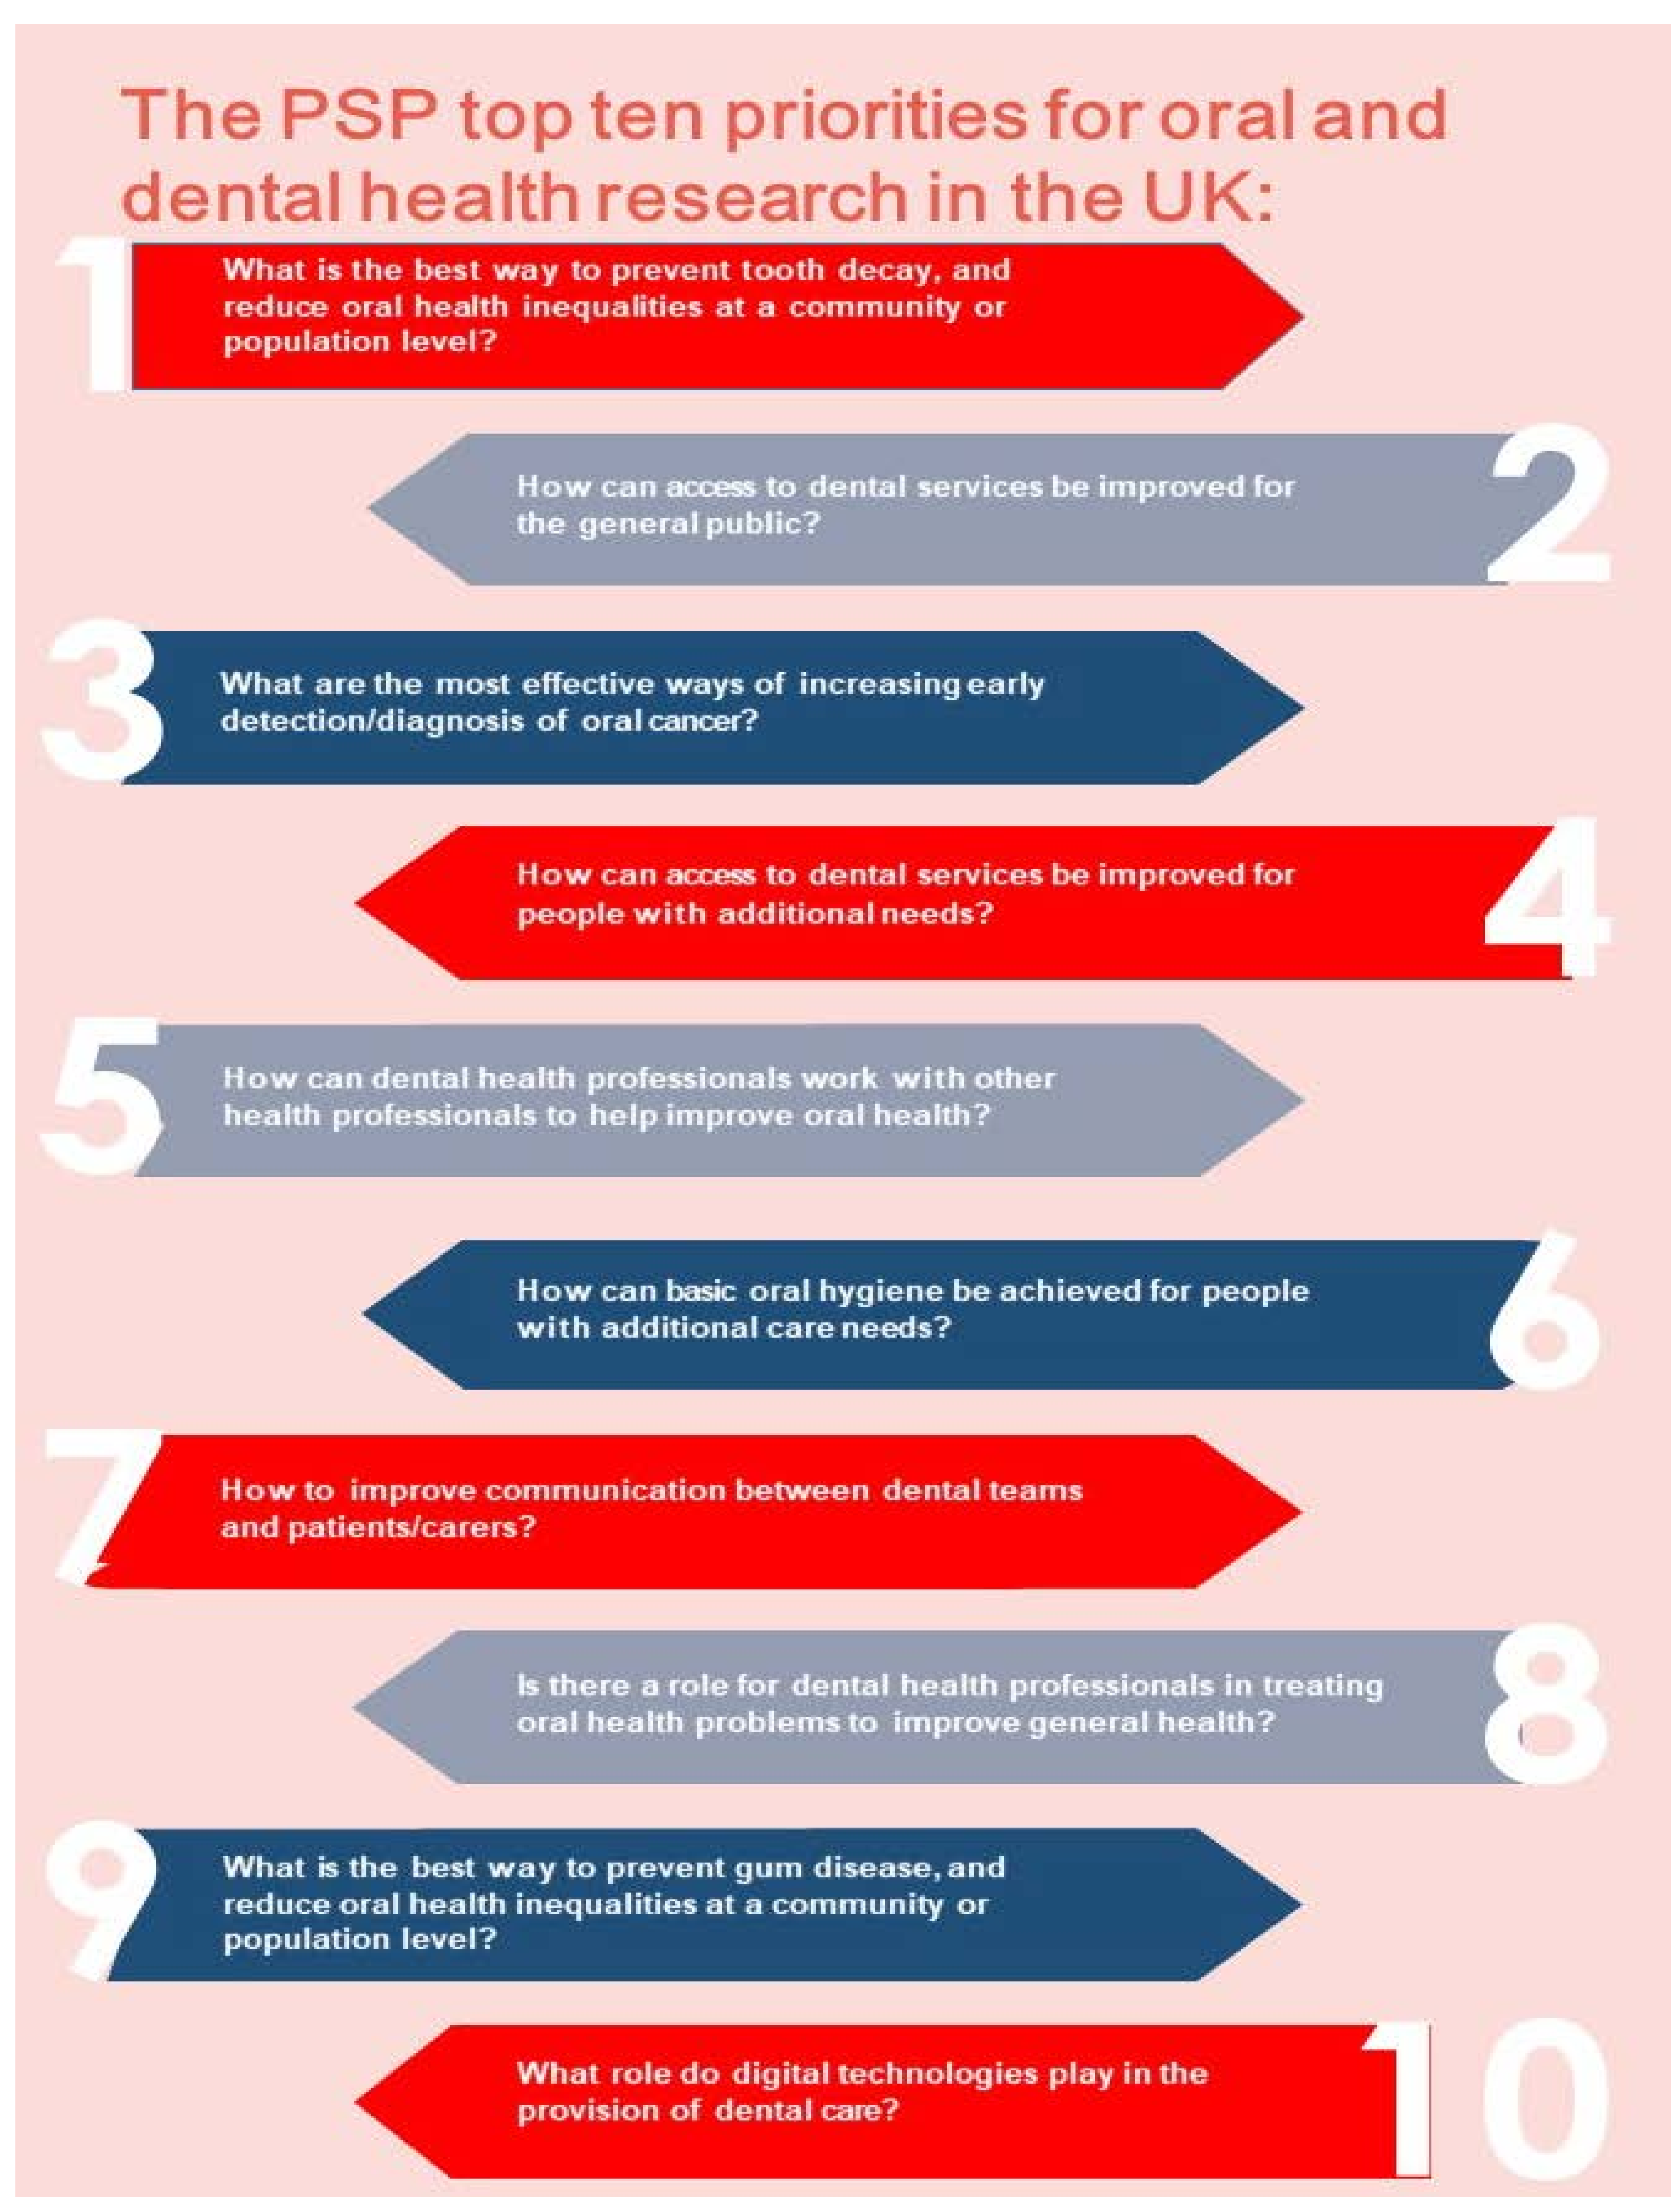 The PSP top ten priorities for oral and
dental health research in the UK:
1
What is the best way to prevent tooth decay, and
reduce oral health inequalities at a community or
population level?
2
How can access to dental services be improved for
the general public?
3
What are the most effective ways of increasing early
detection/diagnosis of oral cancer?
4
How can access to dental services be improved for
people with additional needs?
5
How can dental health professionals work with other
health professionals to help improve oral health?
6
How can basic oral hygiene be achieved for people
with additional care needs?
7
How to improve communication between dental teams
and patients/carers?
8
Is there a role for dental health professionals in treating
oral health problems to improve general health?
9
What is the best way to prevent gum disease, and
reduce oral health inequalities at a community or
population level?
10
What role do digital technologies play in the
provision of dental care?